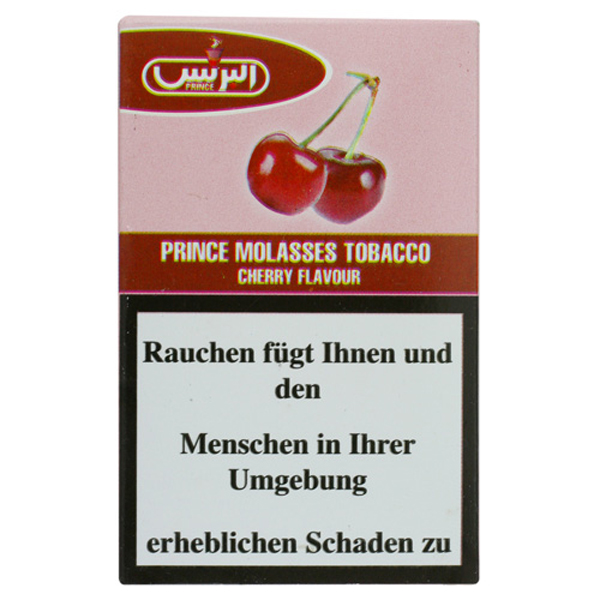 البرنس
PRINCE
PRINCE MOLASSES TOBACCO
CHERRY FLAVOUR
Rauchen fügt Ihnen und
den
Menschen in Ihrer
Umgebung
erheblichen Schaden zu